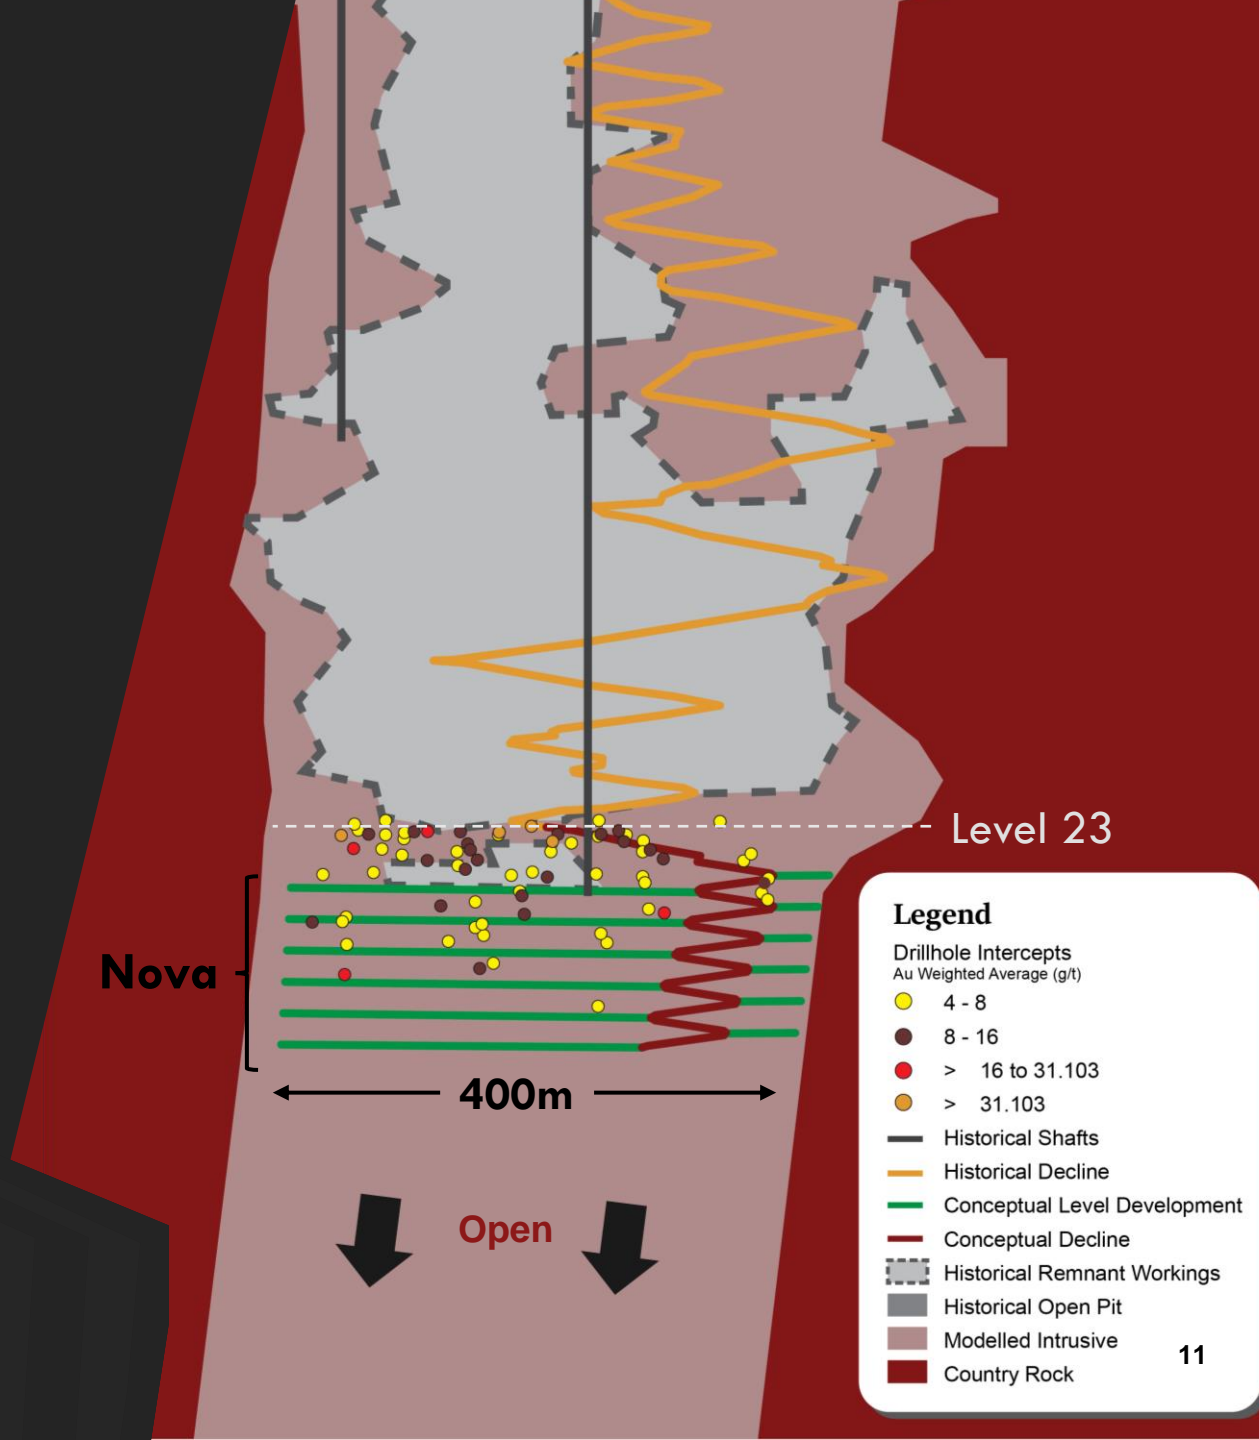 Level 23
Nova
400m
Open
Legend
Drillhole Intercepts
Au Weighted Average (g/t)
4 - 8
8 - 16
> 16 to 31.103
> 31.103
Historical Shafts
Historical Decline
Conceptual Level Development
Conceptual Decline
Historical Remnant Workings
Historical Open Pit
Modelled Intrusive
11
Country Rock